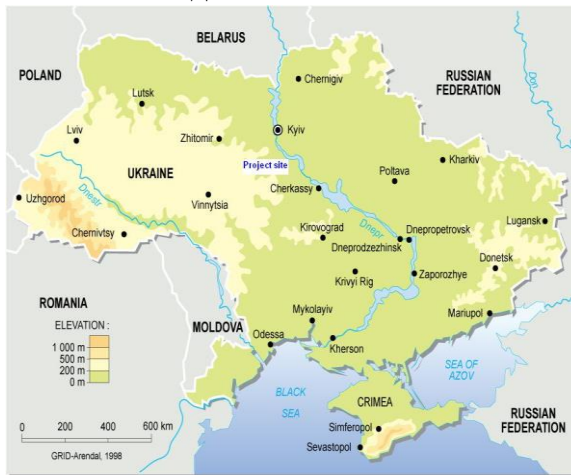 BELARUS
POLAND
RUSSIAN
FEDERATION
Chernigiv
Lutsk
Kyiv
Lviv
Zhitomir
Kharkiv
Project site
Poltava
UKRAINE
Cherkassy
Dnestr
Uzhgorod
Vinnytsia
Dnepr
Lugansk
Chernivtsy
Kirovograd
Dnepropetrovsk
Dneprodzezhinsk
Donetsk
Krivyi Rig
Zaporozhye
ROMANIA
MOLDOVA
Mykolayiv
Mariupol
ELEVATION :
1 000 m
500 m
200 m
0 m
Odessa
Kherson
SEA OF
AZOV
BLACK
SEA
CRIMEA
RUSSIAN
FEDERATION
0 200 400 600 km
Simferopol
GRID-Arendal, 1998
Sevastopol
Don